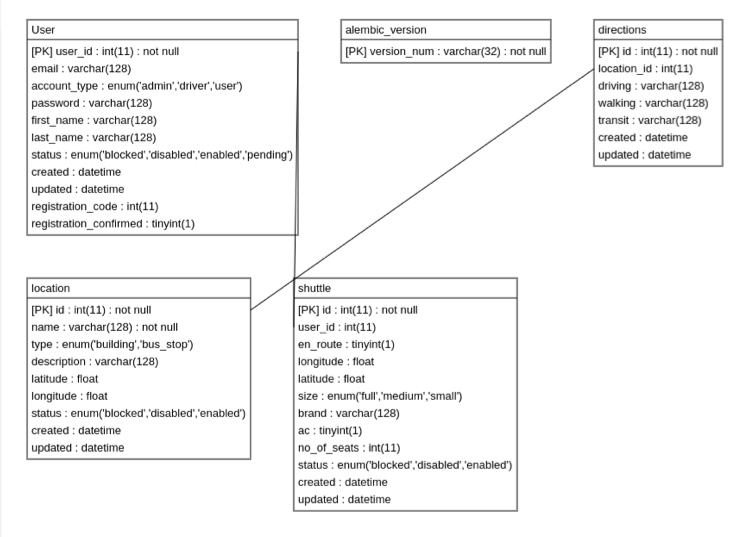 User
[PK] user_id : int(11) : not null
email : varchar(128)
account_type : enum('admin','driver','user')
password : varchar(128)
first_name : varchar(128)
last_name : varchar(128)
status : enum('blocked','disabled','enabled','pending')
created : datetime
updated : datetime
registration_code : int(11)
registration_confirmed : tinyint(1)
alembic_version
[PK] version_num : varchar(32) : not null
directions
[PK] id : int(11) : not null
location_id : int(11)
driving : varchar(128)
walking : varchar(128)
transit : varchar(128)
created : datetime
updated : datetime
location
[PK] id : int(11) : not null
name : varchar(128) : not null
type : enum('building','bus_stop')
description : varchar(128)
latitude : float
longitude : float
status : enum('blocked','disabled','enabled')
created : datetime
updated : datetime
shuttle
[PK] id : int(11) : not null
user_id : int(11)
en_route : tinyint(1)
longitude : float
latitude : float
size : enum('full','medium','small')
brand : varchar(128)
ac : tinyint(1)
no_of_seats : int(11)
status : enum('blocked','disabled','enabled')
created : datetime
updated : datetime